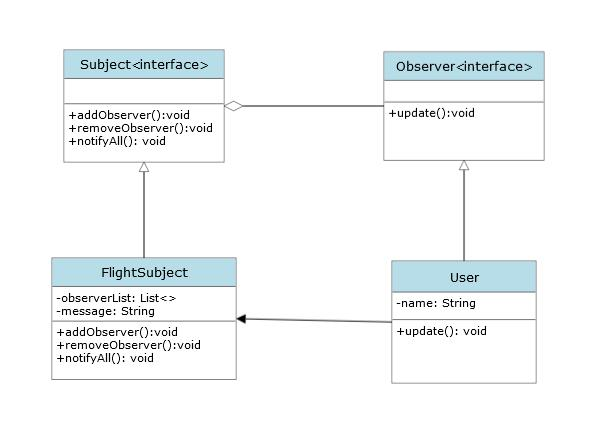 Subject<interface>
+addObserver():void
+removeObserver():void
+notifyAll(): void
Observer<interface>
+update():void
FlightSubject
-observerList: List<>
-message: String
+addObserver():void
+removeObserver():void
+notifyAll(): void
User
-name: String
+update(): void